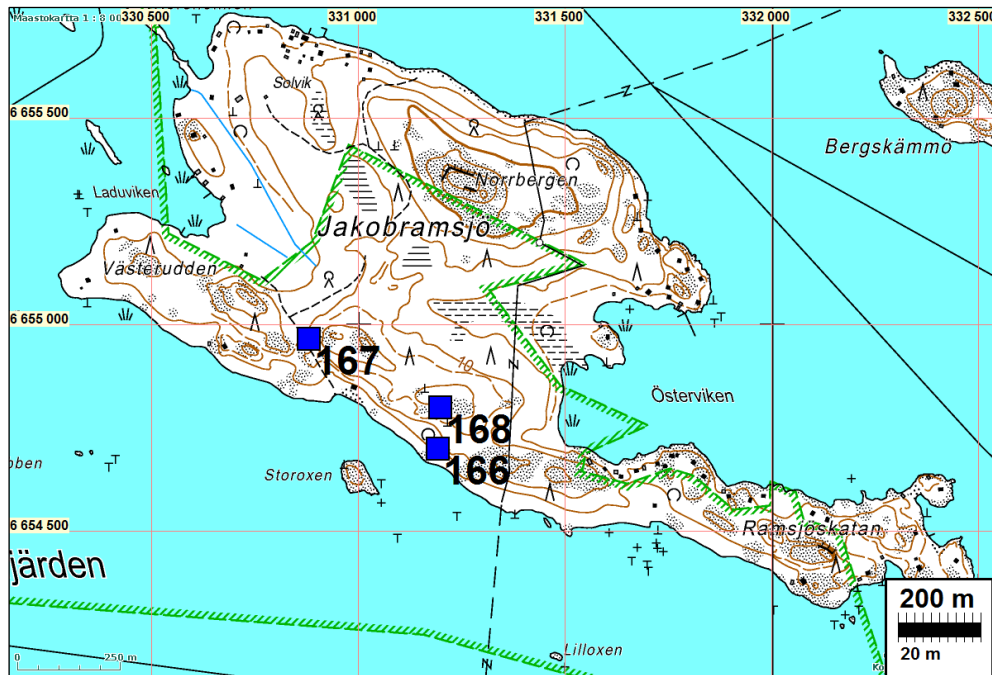 Maastokartta 1 : 8 00
330 500
331 000
331 500
332 000
332 500
Solvik
N
6 655 500
Bergskämmö
Norrbergen
Laduviken
Jakobramsjö
Västerudden
6 655 000
167
10
N
Österviken
168
166
bben
Storoxen
6 654 500
Ramsjöskatan
järden
200 m
20 m
Lilloxen
N
0 250 m
Ko